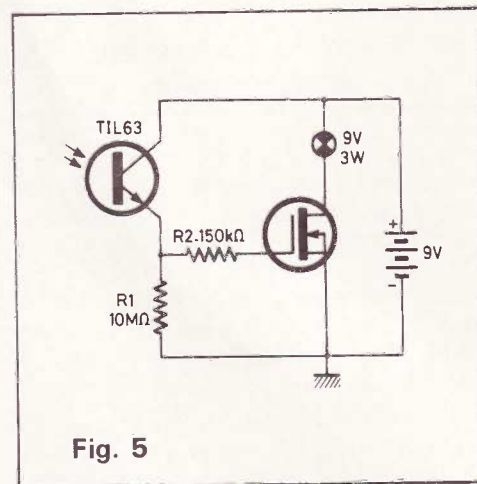 TIL63
9V
3W
R2-150kΩ
+
9V
-
R1
10MΩ
Fig. 5